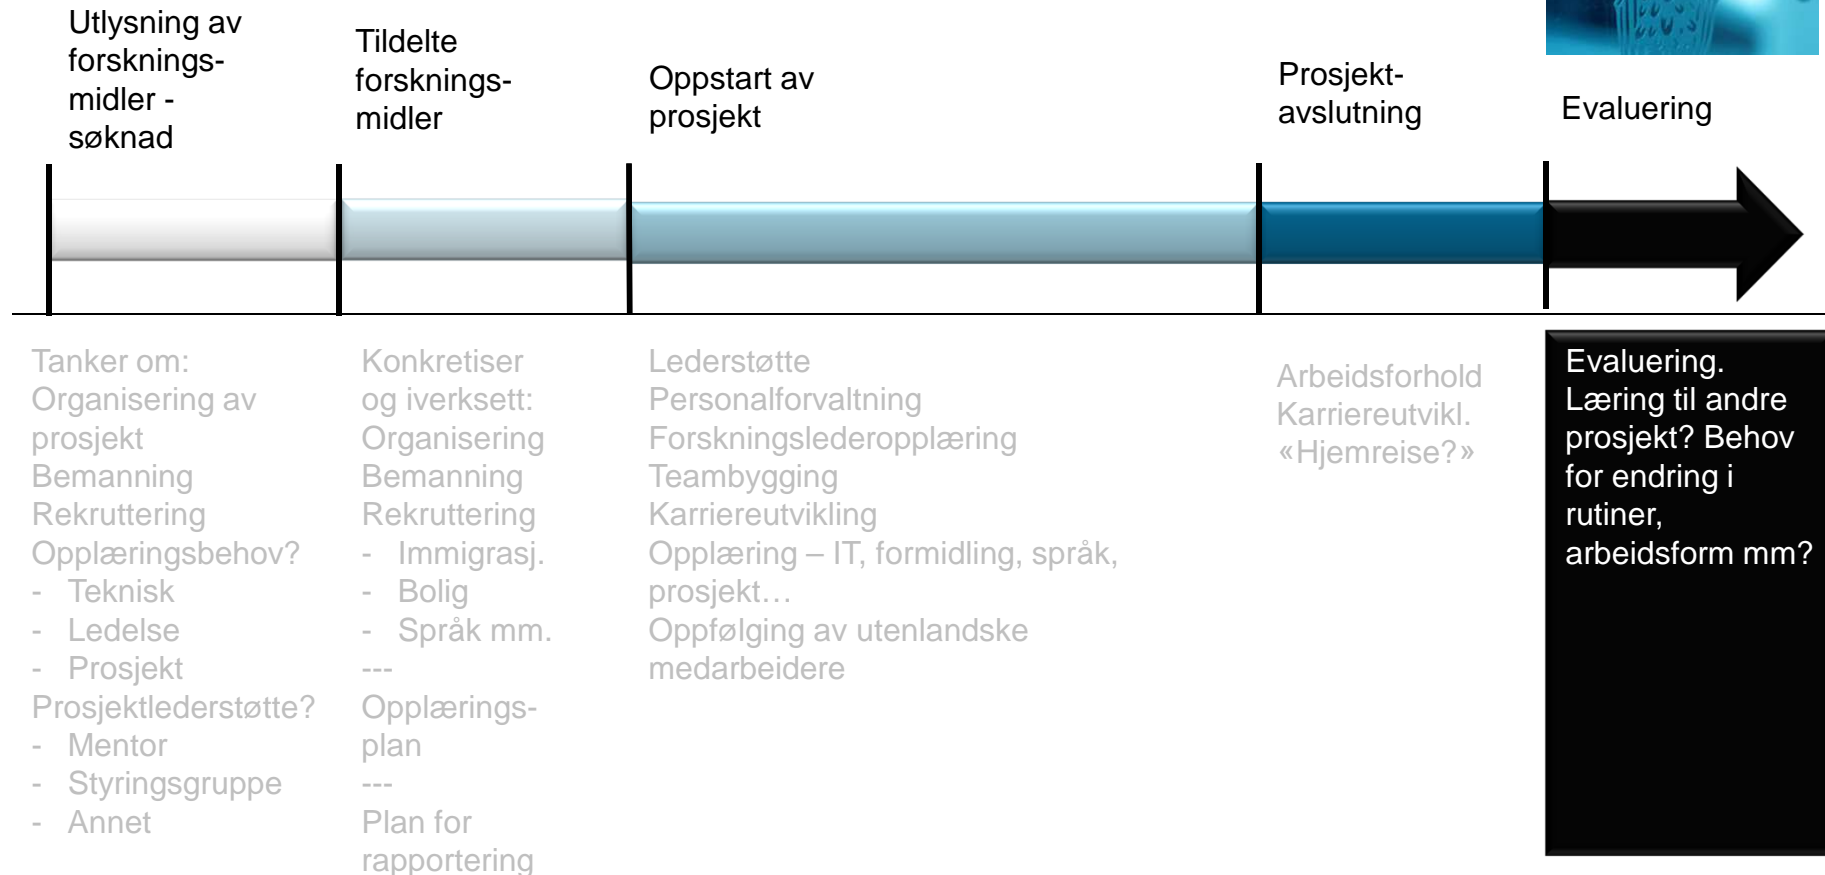 Utlysning av
forsknings-
midler -
søknad
Tildelte
forsknings-
midler
Oppstart av
prosjekt
Prosjekt-
avslutning
Evaluering
Tanker om:
Organisering av
prosjekt
Bemanning
Rekruttering
Opplæringsbehov?
- Teknisk
- Ledelse
- Prosjekt
Prosjektlederstøtte?
- Mentor
- Styringsgruppe
- Annet
Konkretiser
og iverksett:
Organisering
Bemanning
Rekruttering
- Immigrasj.
- Bolig
- Språk mm.
---
Opplærings-
plan
---
Plan for
rapportering
Lederstøtte
Personalforvaltning
Forskningslederopplæring
Teambygging
Karriereutvikling
Opplæring – IT, formidling, språk,
prosjekt…
Oppfølging av utenlandske
medarbeidere
Arbeidsforhold
Karriereutvikl.
«Hjemreise?»
Evaluering.
Læring til andre
prosjekt? Behov
for endring i
rutiner,
arbeidsform mm?